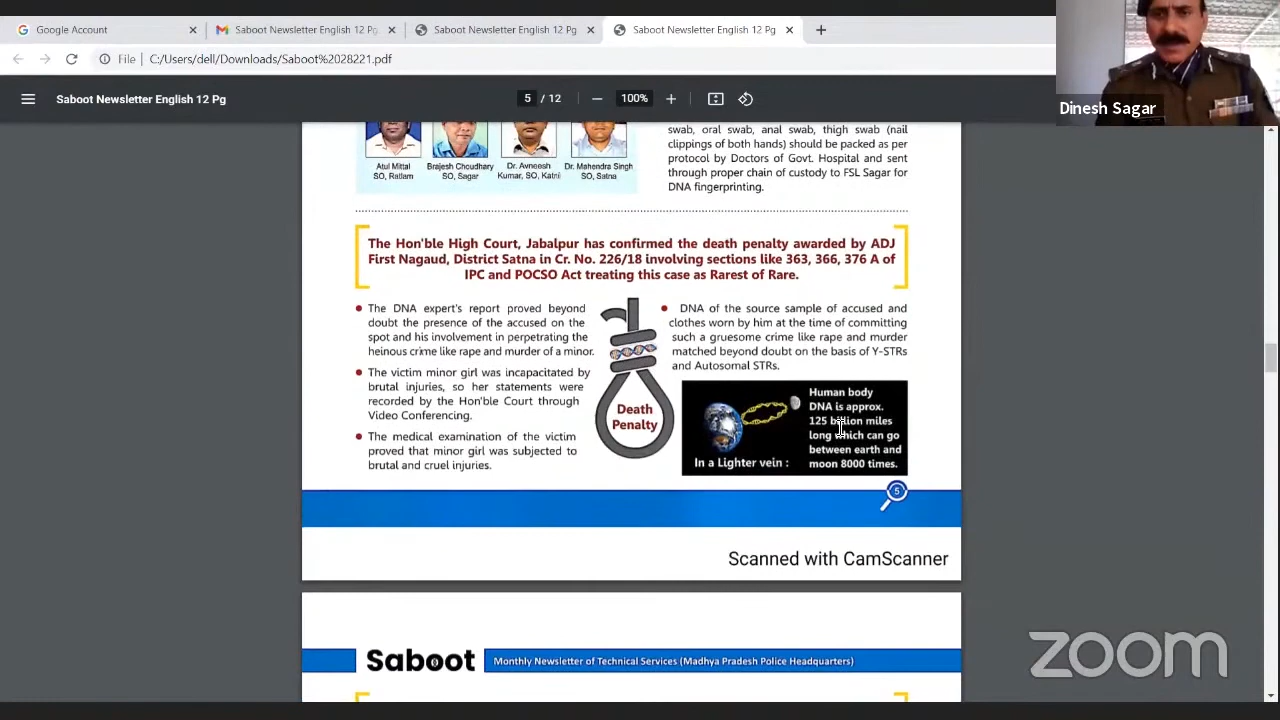 Google Account
Saboot Newsletter English 12 Pg
Saboot Newsletter English 12 Pg
Saboot Newsletter English 12 Pg
File
C:/Users/dell/Downloads/Saboot%2028221.pdf
Dinesh Sagar
Saboot Newsletter English 12 Pg
5 / 12
100%
Atul Mittal
SO, Ratlam
Brajesh Choudhary
SO, Sagar
Dr. Avneesh
Kumar, SO, Katni
Dr. Mahendra Singh
SO, Satna
swab, oral swab, anal swab, thigh swab (nail
clippings of both hands) should be packed as per
protocol by Doctors of Govt. Hospital and sent
through proper chain of custody to FSL Sagar for
DNA fingerprinting.
The Hon'ble High Court, Jabalpur has confirmed the death penalty awarded by ADJ
First Nagaud, District Satna in Cr. No. 226/18 involving sections like 363, 366, 376 A of
IPC and POCSO Act treating this case as Rarest of Rare.
The DNA expert's report proved beyond
doubt the presence of the accused on the
spot and his involvement in perpetrating the
heinous crime like rape and murder of a minor.
The victim minor girl was incapacitated by
brutal injuries, so her statements were
recorded by the Hon'ble Court through
Video Conferencing.
The medical examination of the victim
proved that minor girl was subjected to
brutal and cruel injuries.
Death
Penalty
DNA of the source sample of accused and
clothes worn by him at the time of committing
such a gruesome crime like rape and murder
matched beyond doubt on the basis of Y-STRs
and Autosomal STRs.
In a Lighter vein :
Human body
DNA is approx.
125 billion miles
long which can go
between earth and
moon 8000 times.
5
Scanned with CamScanner
Saboot
Monthly Newsletter of Technical Services (Madhya Pradesh Police Headquarters)
zoom